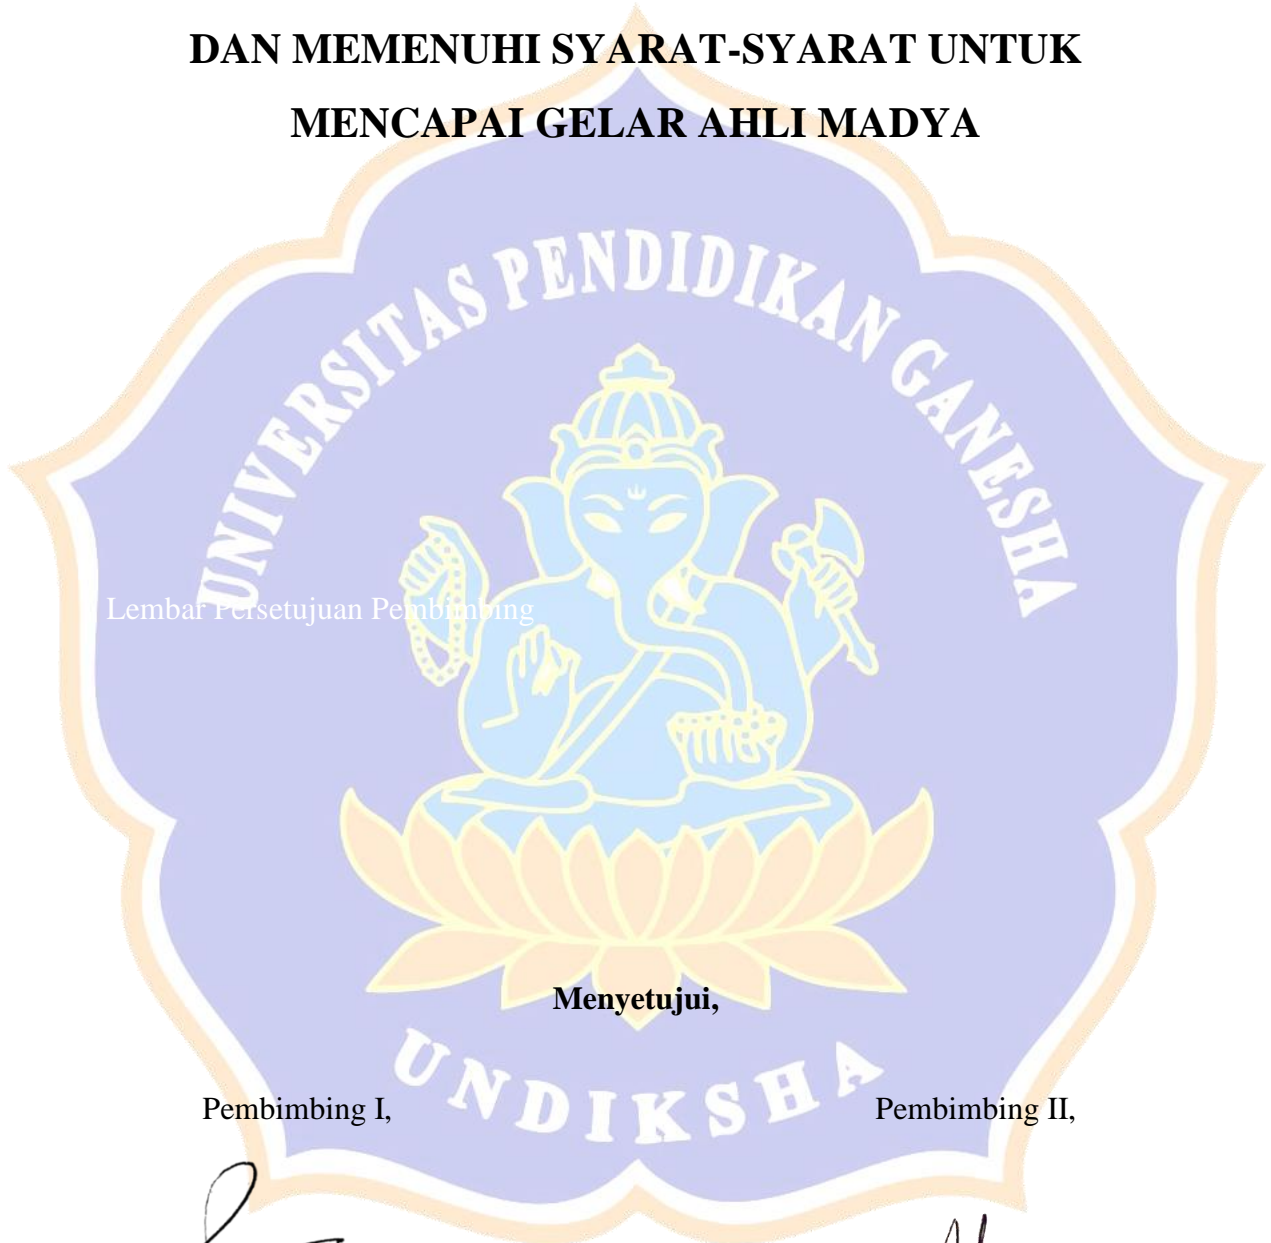 DAN MEMENUHI SYARAT-SYARAT UNTUK
MENCAPAI GELAR AHLI MADYA
UNIVERSITAS PENDIDIKAN GANESHA
Lembar Persetujuan Pembimbing
Menyetujui,
UNDIKSHA
Pembimbing I,
Pembimbing II,